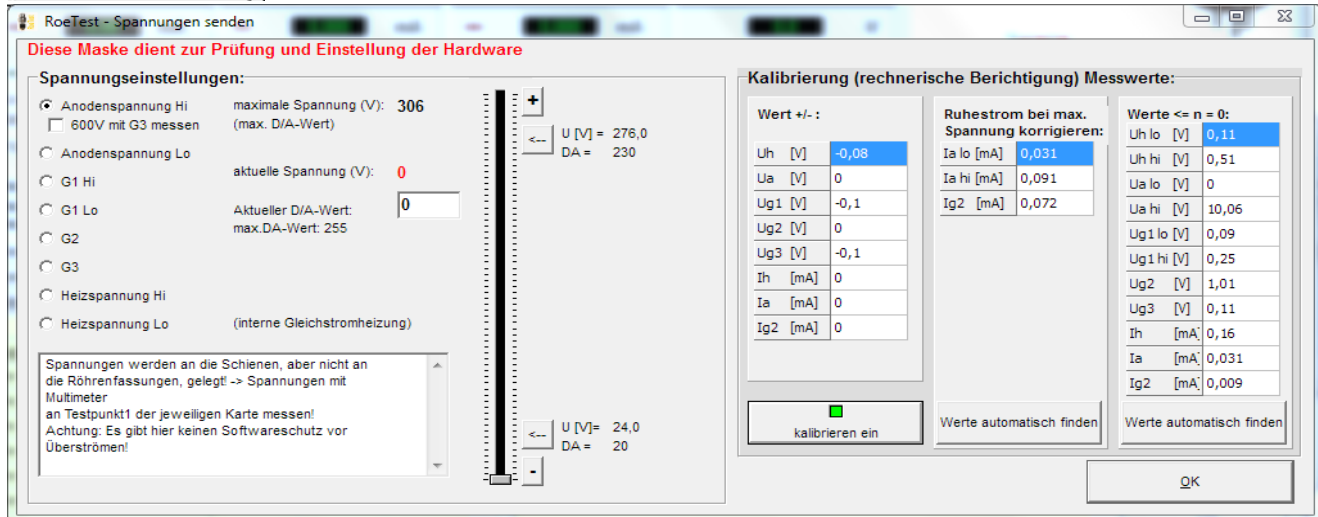 RoeTest - Spannungen senden
Diese Maske dient zur Prüfung und Einstellung der Hardware
Spannungseinstellungen:
Anodenspannung Hi
600V mit G3 messen
Anodenspannung Lo
G1 Hi
G1 Lo
G2
G3
Heizspannung Hi
Heizspannung Lo
maximale Spannung (V): 306
(max. D/A-Wert)
aktuelle Spannung (V): 0
Aktueller D/A-Wert: 0
max.DA-Wert: 255
(interne Gleichstromheizung)
Spannungen werden an die Schienen, aber nicht an
die Röhrenfassungen, gelegt! -> Spannungen mit
Multimeter
an Testpunkt1 der jeweiligen Karte messen!
Achtung: Es gibt hier keinen Softwareschutz vor
Überströmen!
+
<-- U [V] = 276,0
DA = 230
<-- U [V]= 24,0
DA = 20
-
Kalibrierung (rechnerische Berichtigung) Messwerte:
Wert +/- :
Uh [V] -0,08
Ua [V] 0
Ug1 [V] -0,1
Ug2 [V] 0
Ug3 [V] -0,1
Ih [mA] 0
Ia [mA] 0
Ig2 [mA] 0
kalibrieren ein
Ruhestrom bei max.
Spannung korrigieren:
Ia lo [mA] 0,031
Ia hi [mA] 0,091
Ig2 [mA] 0,072
Werte automatisch finden
Werte <= n = 0:
Uh lo [V] 0,11
Uh hi [V] 0,51
Ua lo [V] 0
Ua hi [V] 10,06
Ug1 lo [V] 0,09
Ug1 hi [V] 0,25
Ug2 [V] 1,01
Ug3 [V] 0,11
Ih [mA] 0,16
Ia [mA] 0,031
Ig2 [mA] 0,009
Werte automatisch finden
OK